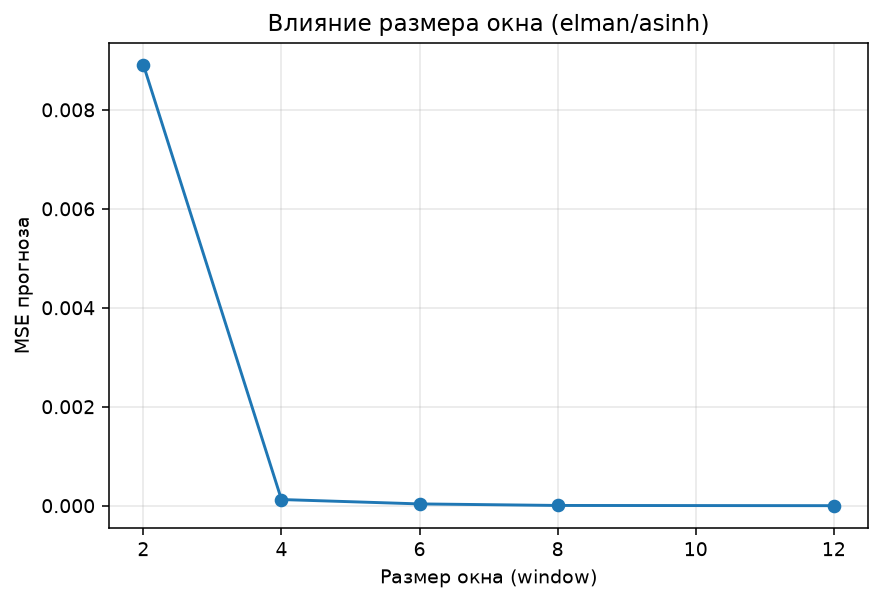 Влияние размера окна (elman/asinh)
MSE прогноза
0.008
0.006
0.004
0.002
0.000
2 4 6 8 10 12
Размер окна (window)